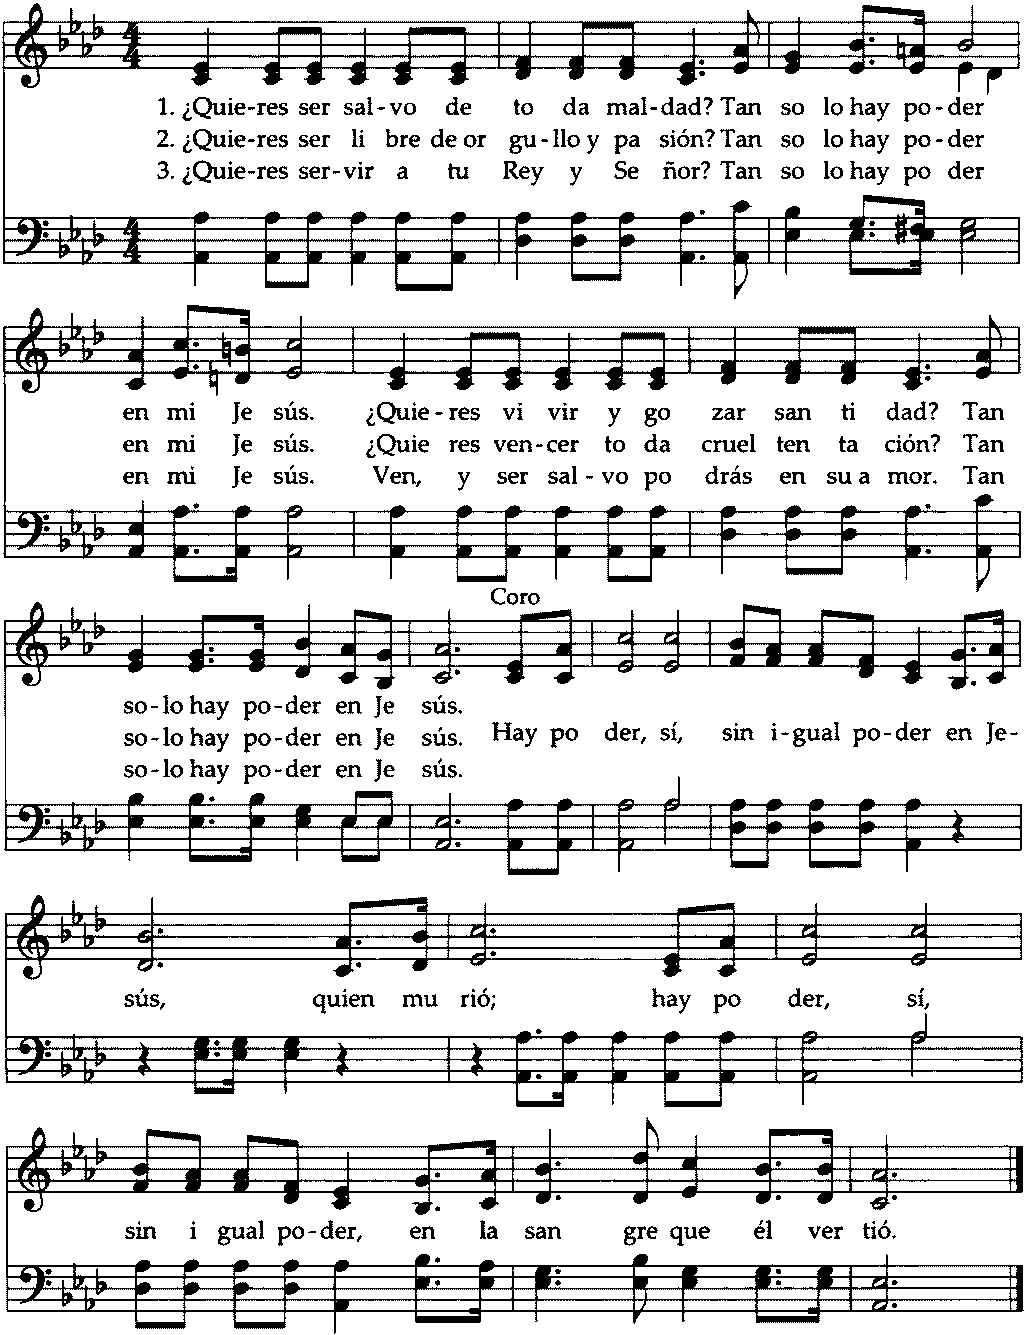 1. ¿Quie-res ser sal-vo de to da mal-dad? Tan so lo hay po-der
2. ¿Quie-res ser li bre de or gu-llo y pa sión? Tan so lo hay po-der
3. ¿Quie-res ser-vir a tu Rey y Se ñor? Tan so lo hay po der
en mi Je sús. ¿Quie-res vi vir y go zar san ti dad? Tan
en mi Je sús. ¿Quie res ven-cer to da cruel ten ta ción? Tan
en mi Je sús. Ven, y ser sal-vo po drás en su a mor. Tan
Coro
so-lo hay po-der en Je sús.
so-lo hay po-der en Je sús. Hay po der, sí, sin i-gual po-der en Je-
so-lo hay po-der en Je sús.
sús, quien mu rió; hay po der, sí,
sin i gual po-der, en la san gre que él ver tió.